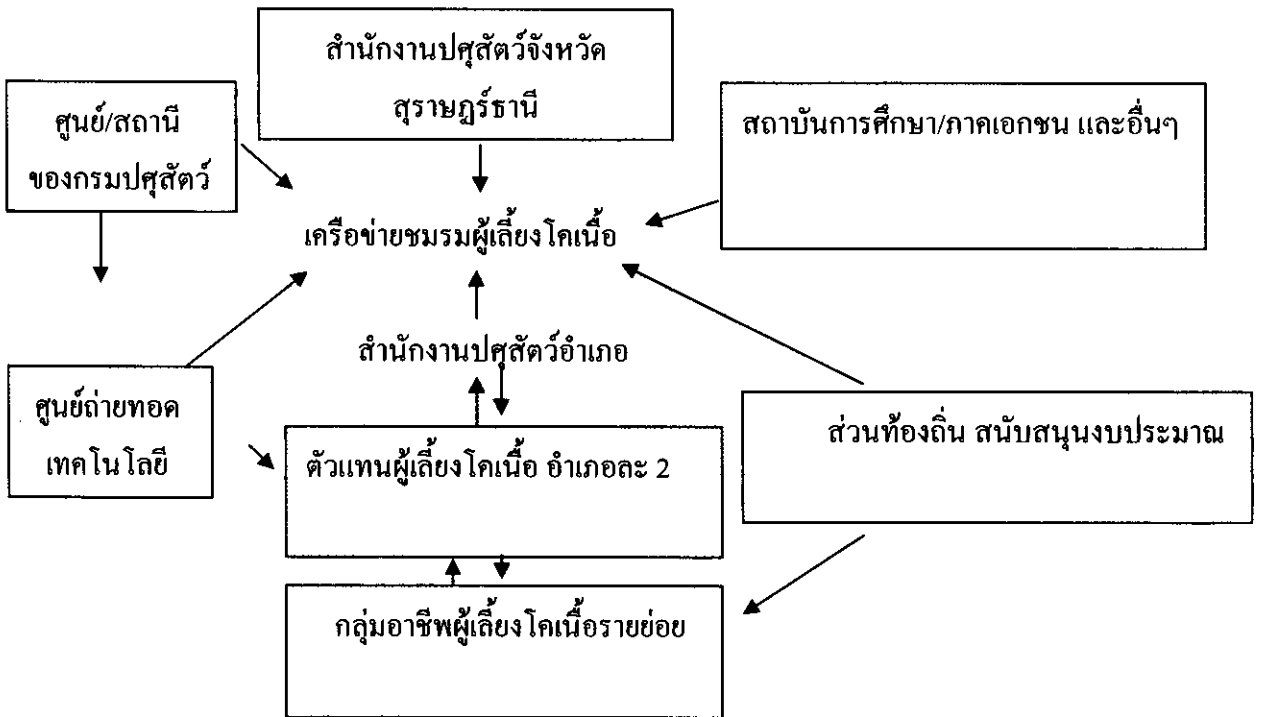 สำนักงานปศุสัตว์จังหวัด
สุราษฎร์ธานี
ศูนย์/สถานี
ของกรมปศุสัตว์
สถาบันการศึกษา/ภาคเอกชน และอื่นๆ
เครือข่ายชมรมผู้เลี้ยงโคเนื้อ
สำนักงานปศุสัตว์อำเภอ
ศูนย์ถ่ายทอด
เทคโนโลยี
ส่วนท้องถิ่น สนับสนุนงบประมาณ
ตัวแทนผู้เลี้ยงโคเนื้อ อำเภอละ 2
กลุ่มอาชีพผู้เลี้ยงโคเนื้อรายย่อย